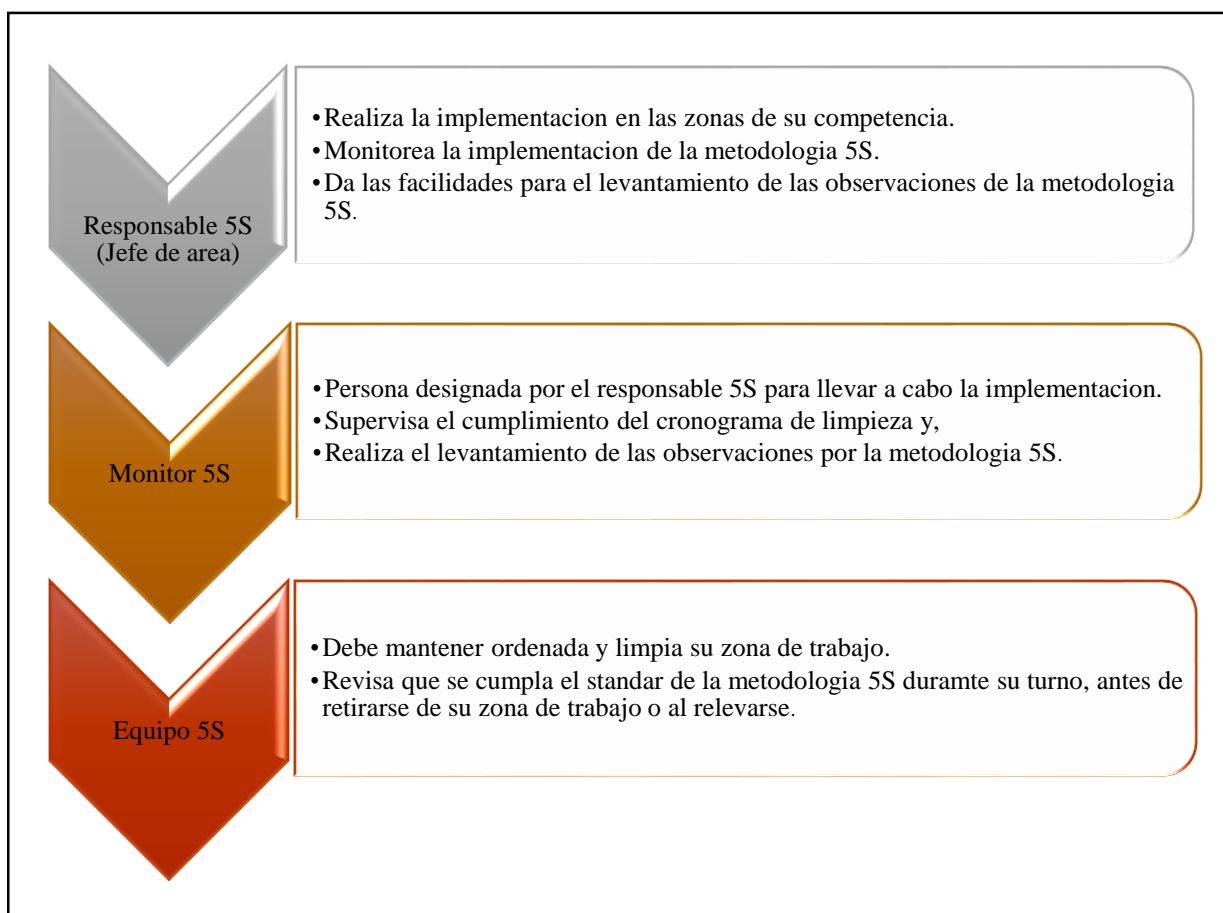 Responsable 5S
(Jefe de area)
•Realiza la implementacion en las zonas de su competencia.
•Monitorea la implementacion de la metodologia 5S.
•Da las facilidades para el levantamiento de las observaciones de la metodologia
5S.
Monitor 5S
•Persona designada por el responsable 5S para llevar a cabo la implementacion.
•Supervisa el cumplimiento del cronograma de limpieza y,
•Realiza el levantamiento de las observaciones por la metodologia 5S.
Equipo 5S
•Debe mantener ordenada y limpia su zona de trabajo.
•Revisa que se cumpla el standar de la metodologia 5S duramte su turno, antes de
retirarse de su zona de trabajo o al relevarse.